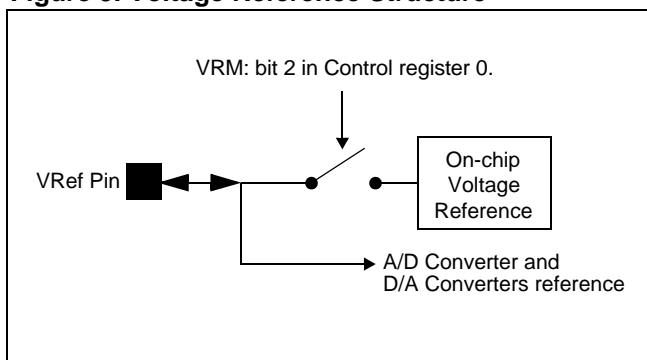 Figure 3. Voltage Reference Structure
VRM: bit 2 in Control register 0.
VRef Pin
On-chip
Voltage
Reference
A/D Converter and
D/A Converters reference